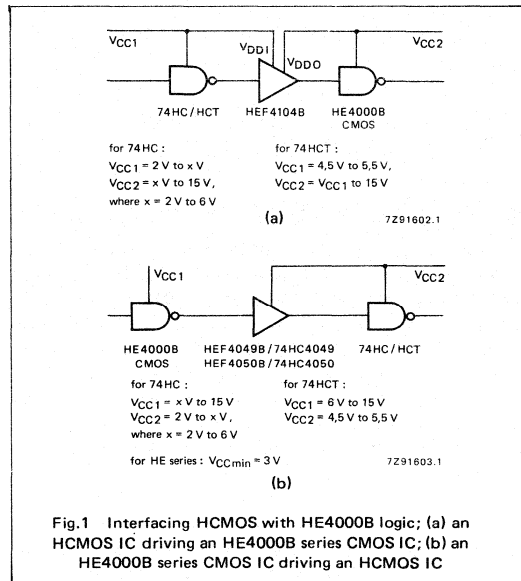 VCC1 VCC2
VDDI
VDDO
74HC/HCT HEF4104B HE4000B
CMOS
for 74HC : for 74HCT :
VCC1 = 2 V to x V VCC1 = 4,5 V to 5,5 V,
VCC2 = x V to 15 V, VCC2 = VCC1 to 15 V
where x = 2 V to 6 V
(a) 7Z91602.1
VCC1 VCC2
HE4000B HEF4049B/74HC4049 74HC/HCT
CMOS HEF4050B/74HC4050
for 74HC : for 74HCT :
VCC1 = x V to 15 V VCC1 = 6 V to 15 V
VCC2 = 2 V to x V, VCC2 = 4,5 V to 5,5 V
where x = 2 V to 6 V
for HE series : VCCmin = 3 V 7Z91603.1
(b)
Fig.1 Interfacing HCMOS with HE4000B logic; (a) an
HCMOS IC driving an HE4000B series CMOS IC; (b) an
HE4000B series CMOS IC driving an HCMOS IC